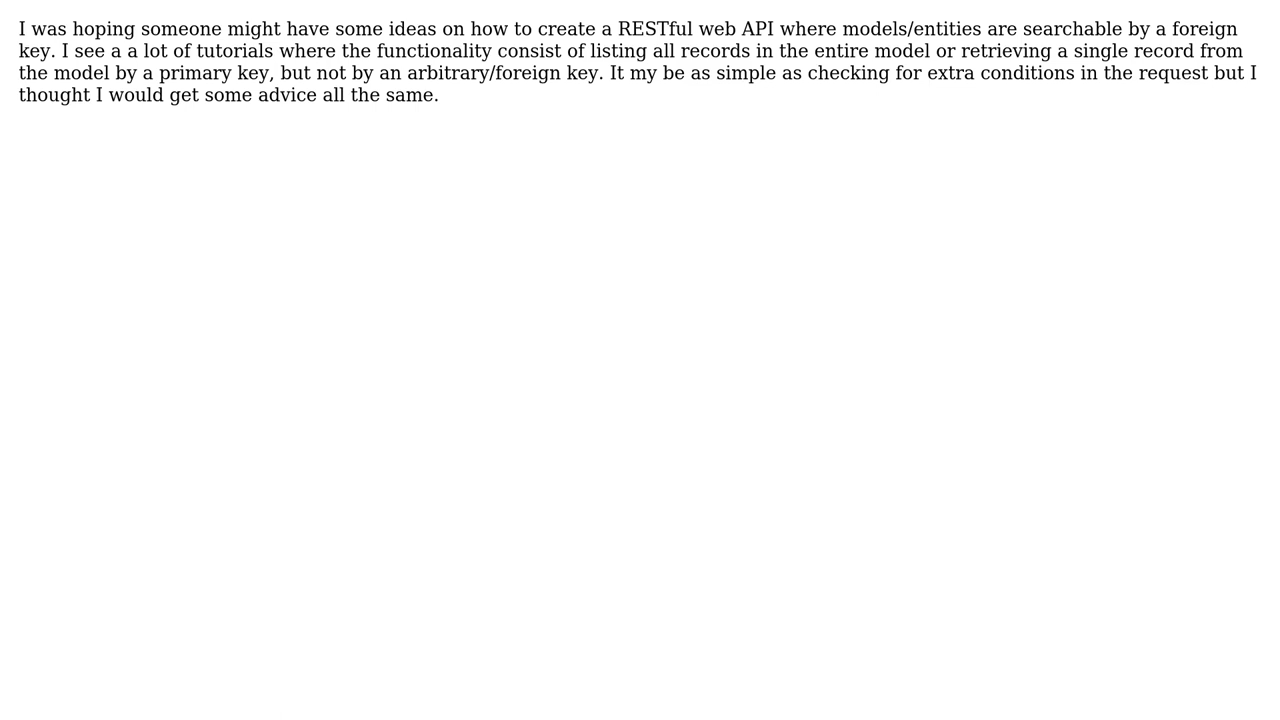 I was hoping someone might have some ideas on how to create a RESTful web API where models/entities are searchable by a foreign
key. I see a a lot of tutorials where the functionality consist of listing all records in the entire model or retrieving a single record from
the model by a primary key, but not by an arbitrary/foreign key. It my be as simple as checking for extra conditions in the request but I
thought I would get some advice all the same.